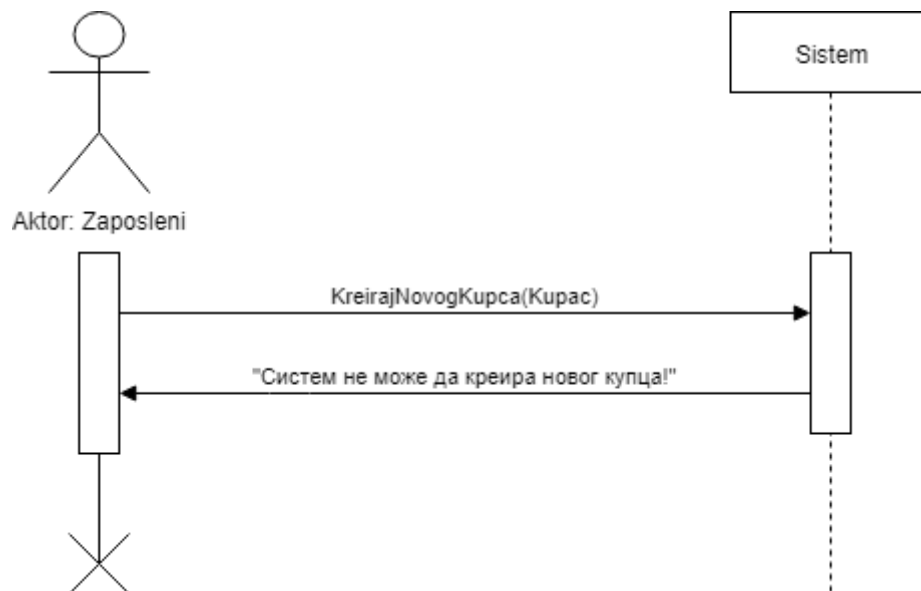 Sistem
Aktor: Zaposleni
KreirajNovogKupca(Kupac)
"Систем не може да креира новог купца!"